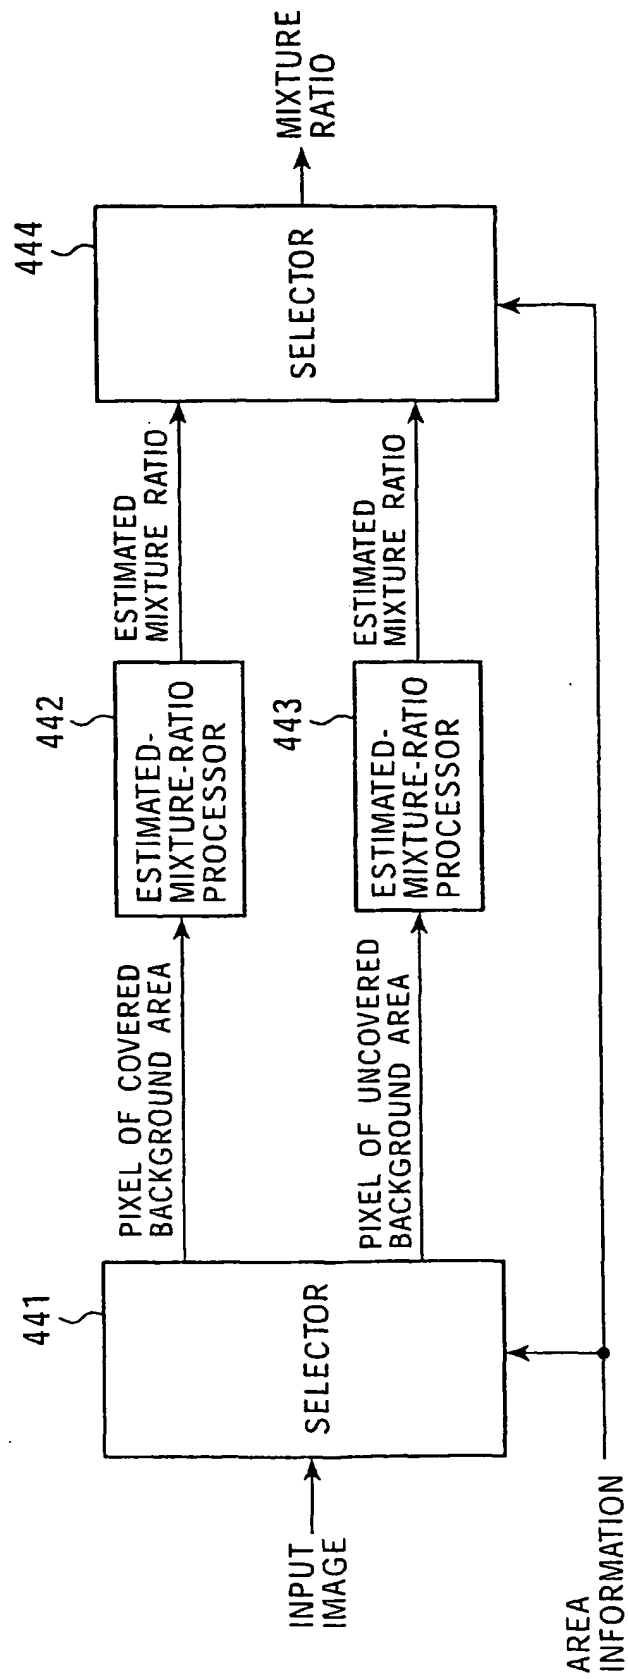 INPUT
IMAGE
AREA
INFORMATION
441
SELECTOR
PIXEL OF COVERED
BACKGROUND AREA
PIXEL OF UNCOVERED
BACKGROUND AREA
442
ESTIMATED-
MIXTURE-RATIO
PROCESSOR
443
ESTIMATED-
MIXTURE-RATIO
PROCESSOR
ESTIMATED
MIXTURE RATIO
ESTIMATED
MIXTURE RATIO
444
SELECTOR
MIXTURE
RATIO